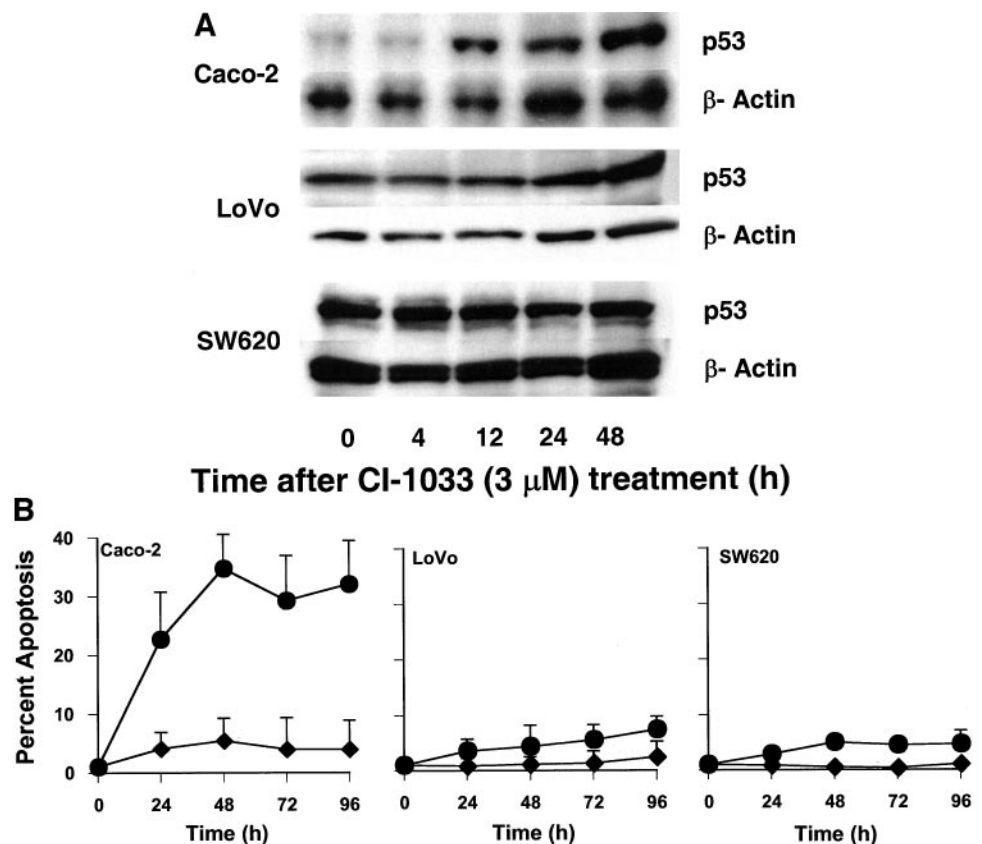 A
Caco-2
p53
β- Actin
LoVo
p53
β- Actin
SW620
p53
β- Actin
0 4 12 24 48
Time after CI-1033 (3 μM) treatment (h)
B
Percent Apoptosis
40
30
20
10
0
Caco-2
0 24 48 72 96
Time (h)
LoVo
0 24 48 72 96
Time (h)
SW620
0 24 48 72 96
Time (h)